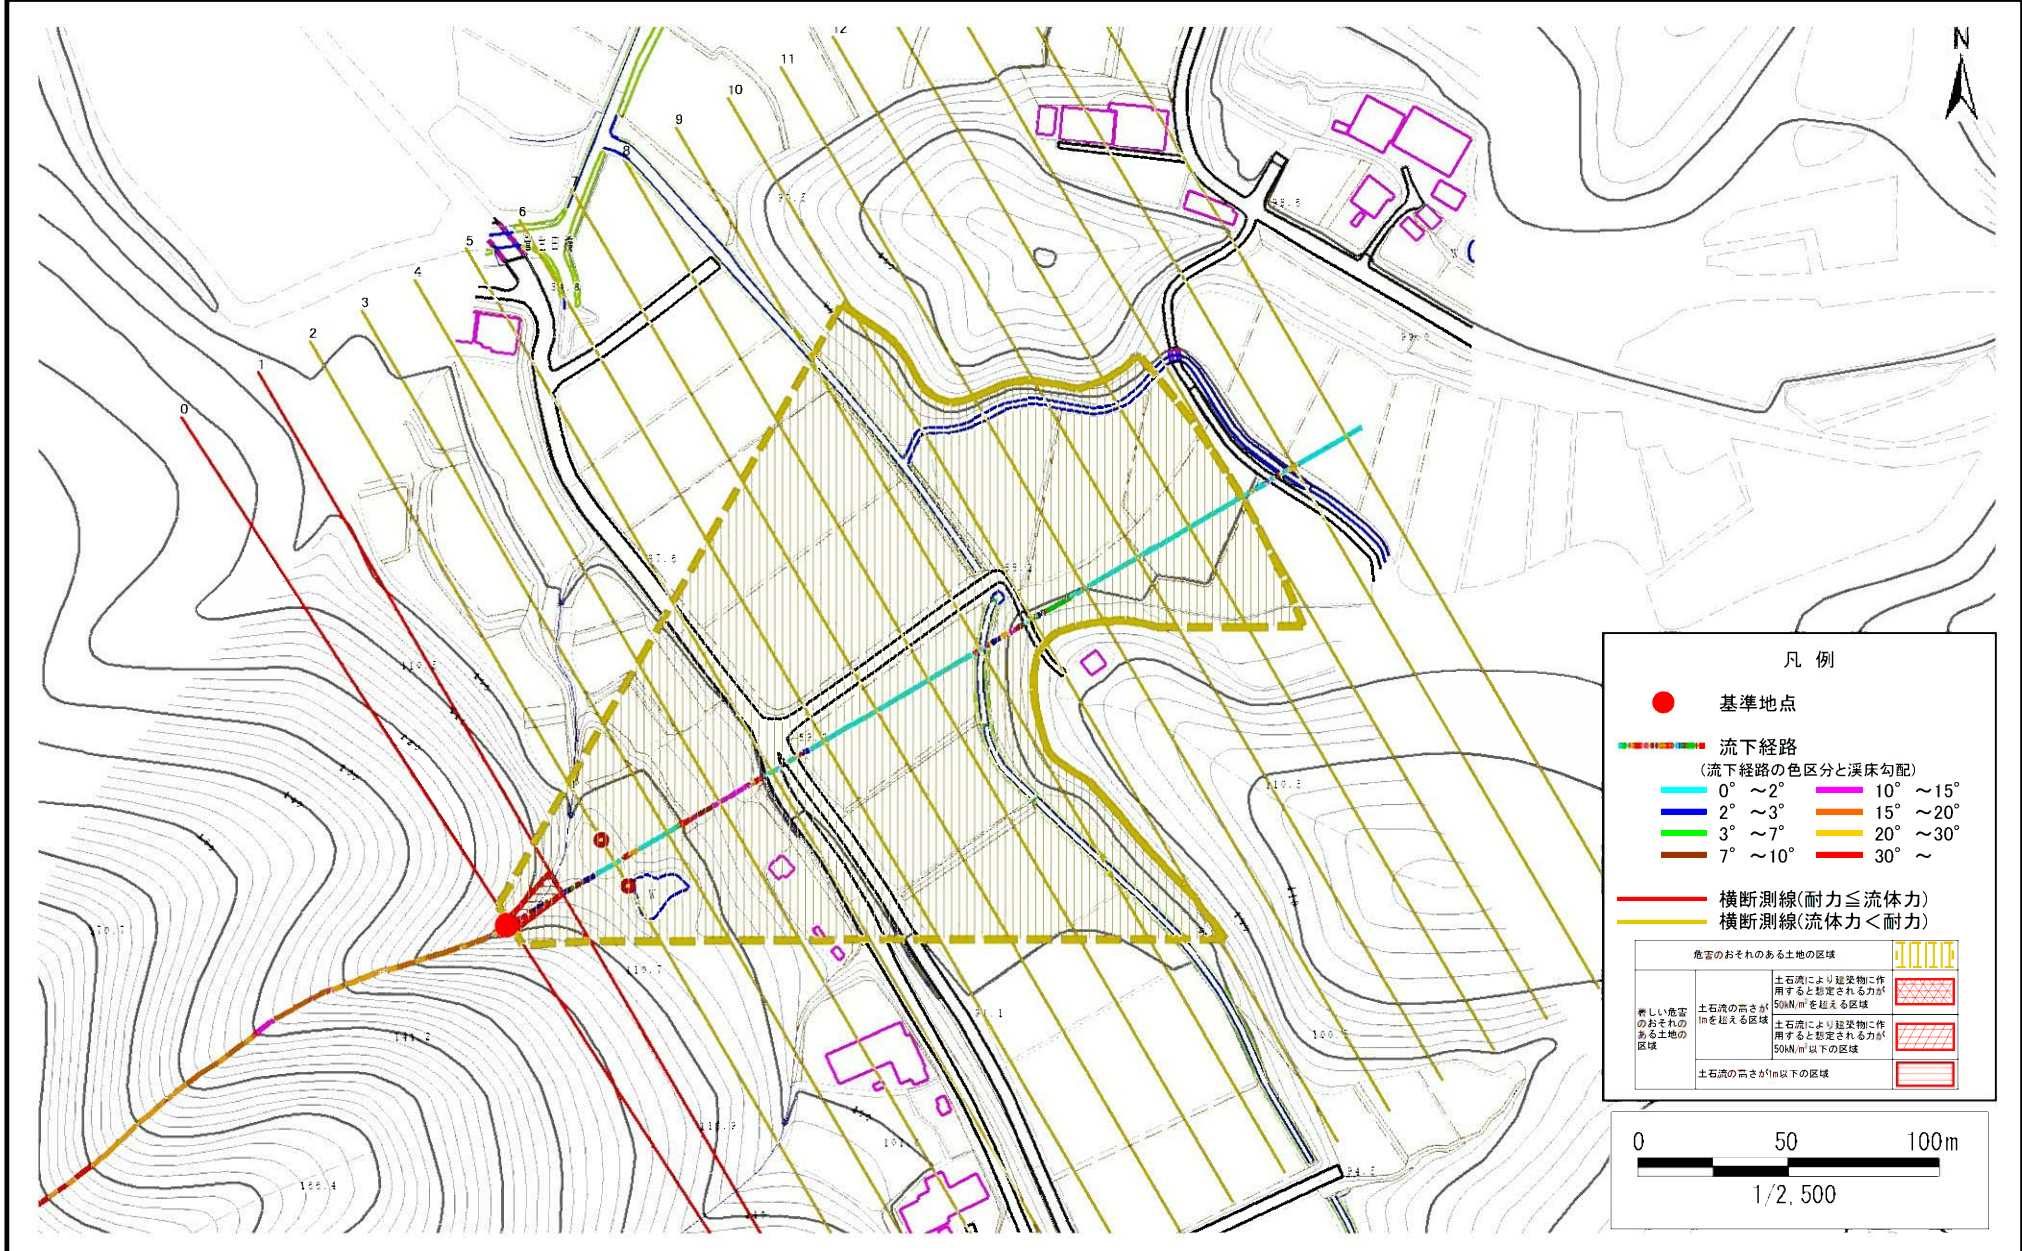 12
11
10
9
8
7
6
5
4
3
2
1
0
N
凡 例
基準地点
流下経路
(流下経路の色区分と渓床勾配)
0° ~2° 10° ~15°
2° ~3° 15° ~20°
3° ~7° 20° ~30°
7° ~10° 30° ~
横断測線(耐力≦流体力)
横断測線(流体力<耐力)
危害のおそれのある土地の区域
著しい危害
のおそれの
ある土地の
区域
土石流の高さが
1mを超える区域
土石流により建築物に作
用すると想定される力が
50kN/m²を超える区域
土石流により建築物に作
用すると想定される力が
50kN/m²以下の区域
土石流の高さが1m以下の区域
0 50 100m
1/2,500
W
144.2